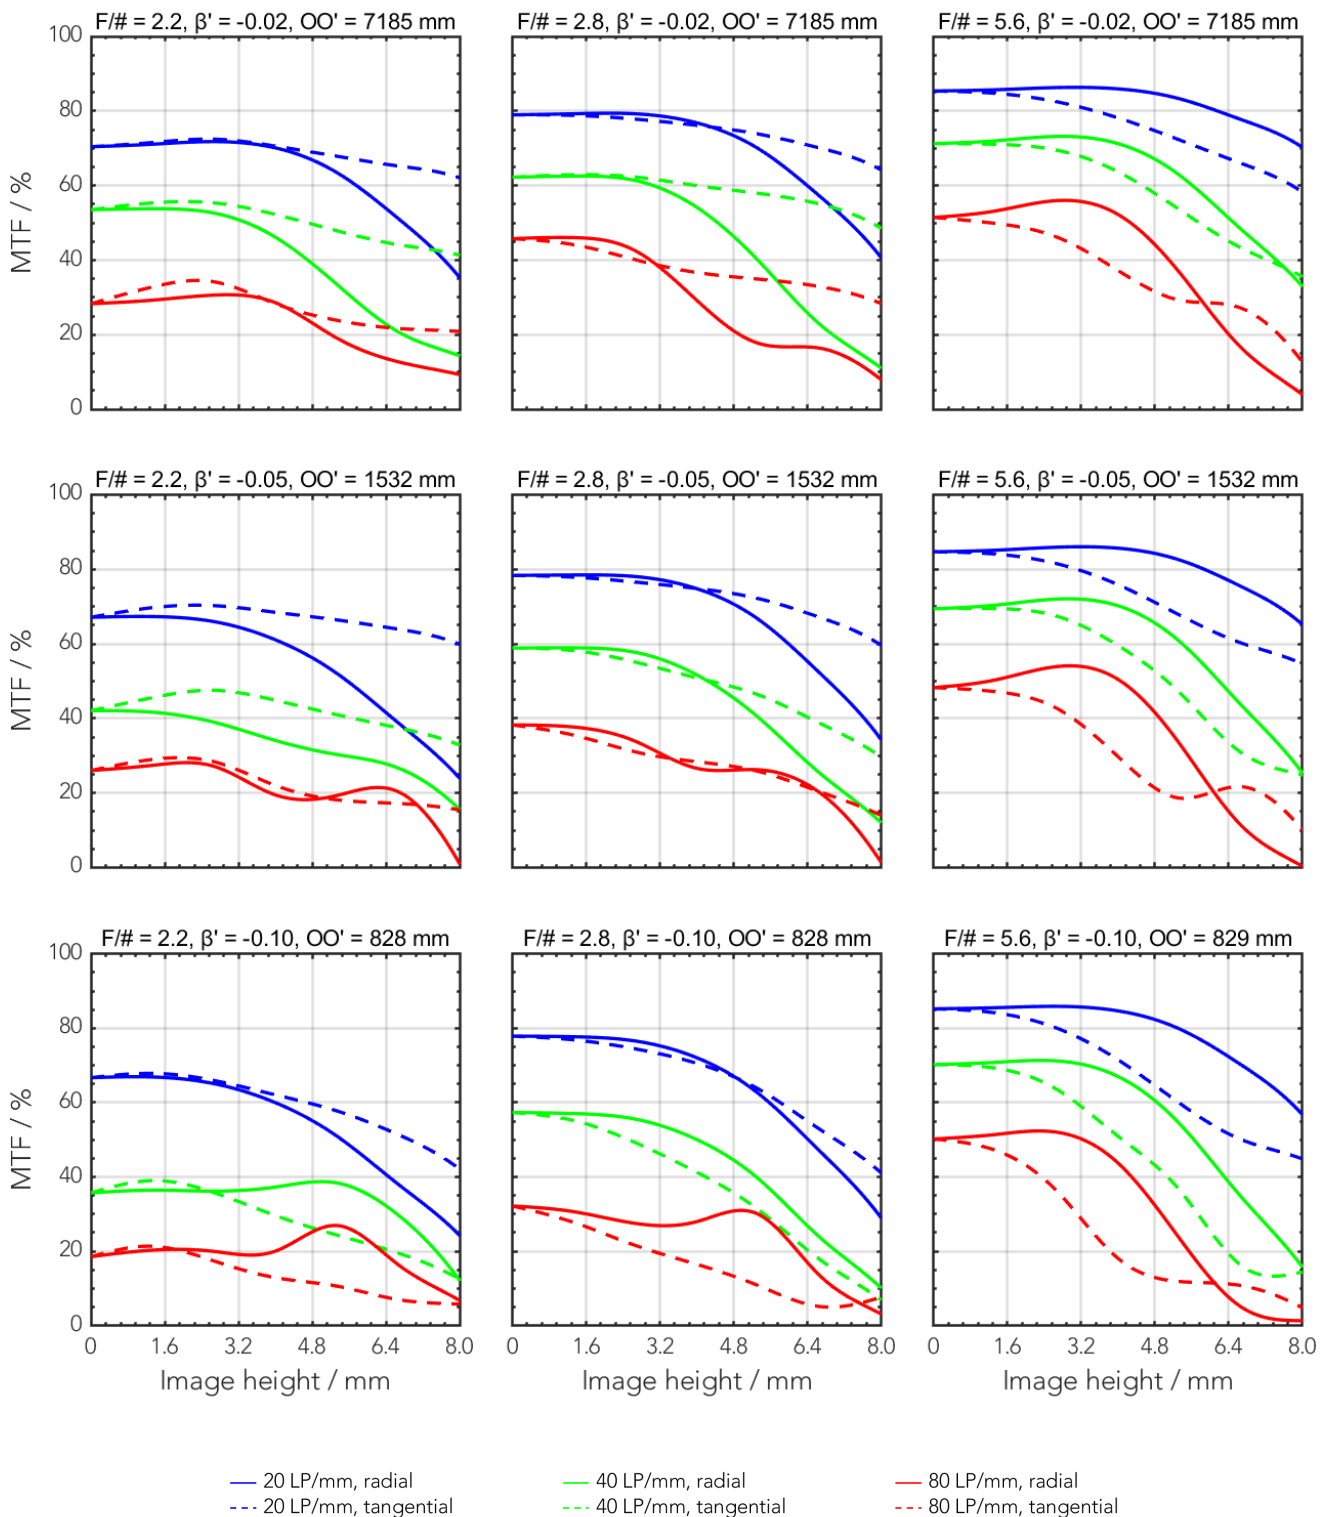 F/# = 2.2, β' = -0.02, OO' = 7185 mm
F/# = 2.8, β' = -0.02, OO' = 7185 mm
F/# = 5.6, β' = -0.02, OO' = 7185 mm
100
80
60
40
20
0
MTF / %
F/# = 2.2, β' = -0.05, OO' = 1532 mm
F/# = 2.8, β' = -0.05, OO' = 1532 mm
F/# = 5.6, β' = -0.05, OO' = 1532 mm
100
80
60
40
20
0
MTF / %
F/# = 2.2, β' = -0.10, OO' = 828 mm
F/# = 2.8, β' = -0.10, OO' = 828 mm
F/# = 5.6, β' = -0.10, OO' = 829 mm
100
80
60
40
20
0
MTF / %
0 1.6 3.2 4.8 6.4 8.0
0 1.6 3.2 4.8 6.4 8.0
0 1.6 3.2 4.8 6.4 8.0
Image height / mm
Image height / mm
Image height / mm
20 LP/mm, radial
40 LP/mm, radial
80 LP/mm, radial
20 LP/mm, tangential
40 LP/mm, tangential
80 LP/mm, tangential